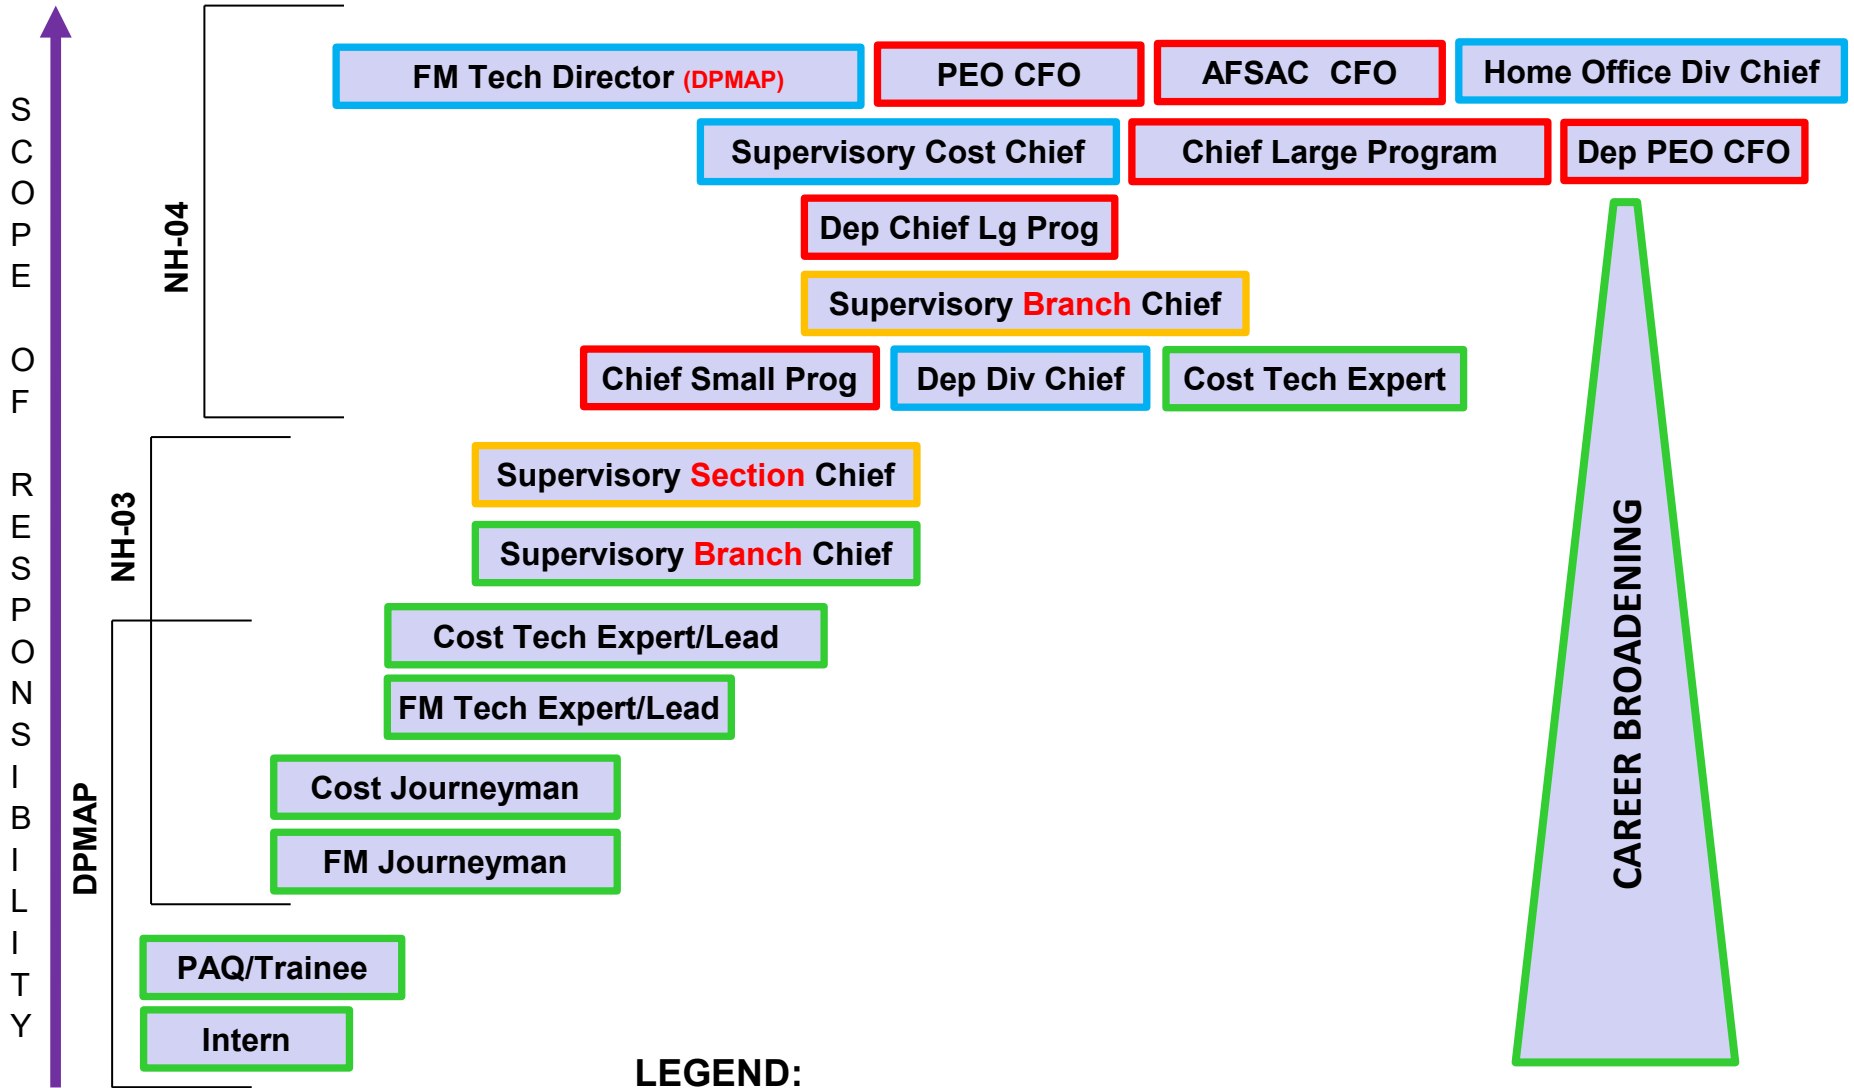 SCOPE OF RESPONSIBILITY
NH-04
FM Tech Director (DPMAP)
PEO CFO
AFSAC CFO
Home Office Div Chief
Supervisory Cost Chief
Chief Large Program
Dep PEO CFO
Dep Chief Lg Prog
Supervisory Branch Chief
Chief Small Prog
Dep Div Chief
Cost Tech Expert
NH-03
Supervisory Section Chief
Supervisory Branch Chief
DPMAP
Cost Tech Expert/Lead
FM Tech Expert/Lead
Cost Journeyman
FM Journeyman
PAQ/Trainee
Intern
CAREER BROADENING
LEGEND: